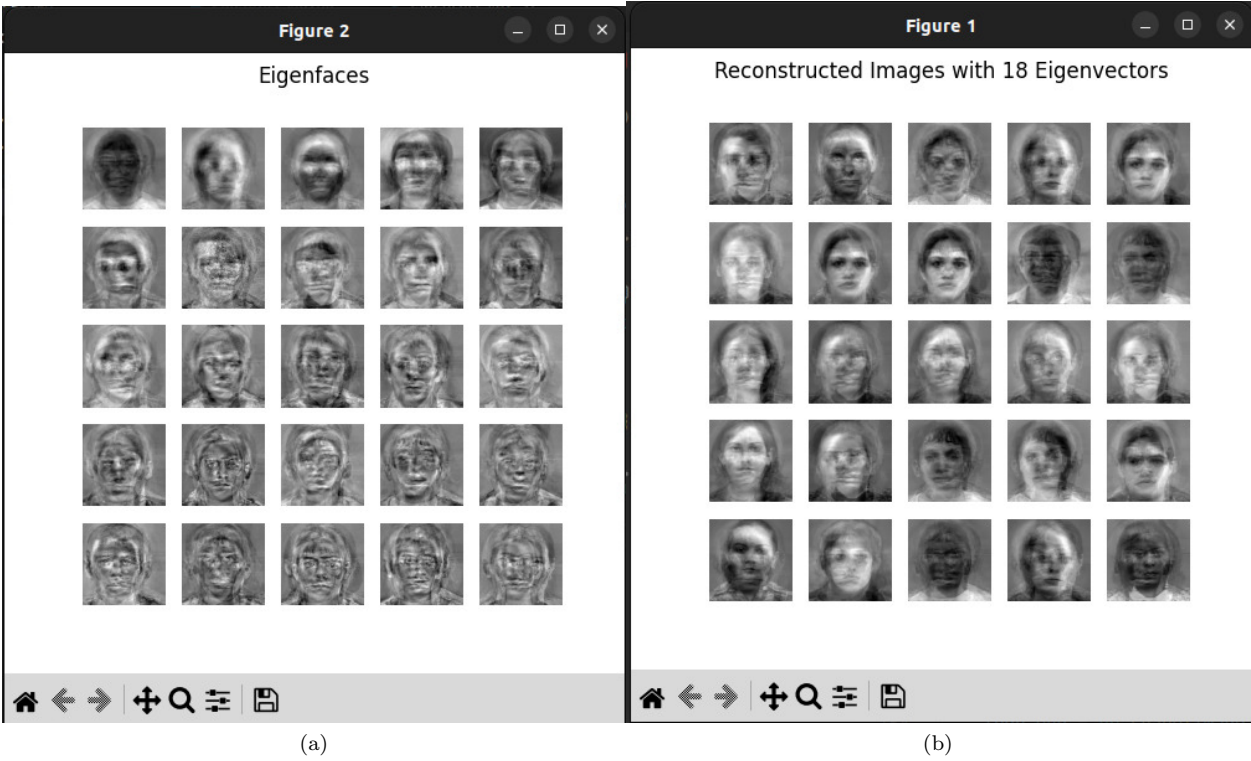 Figure 2
Eigenfaces
(a)
Figure 1
Reconstructed Images with 18 Eigenvectors
(b)